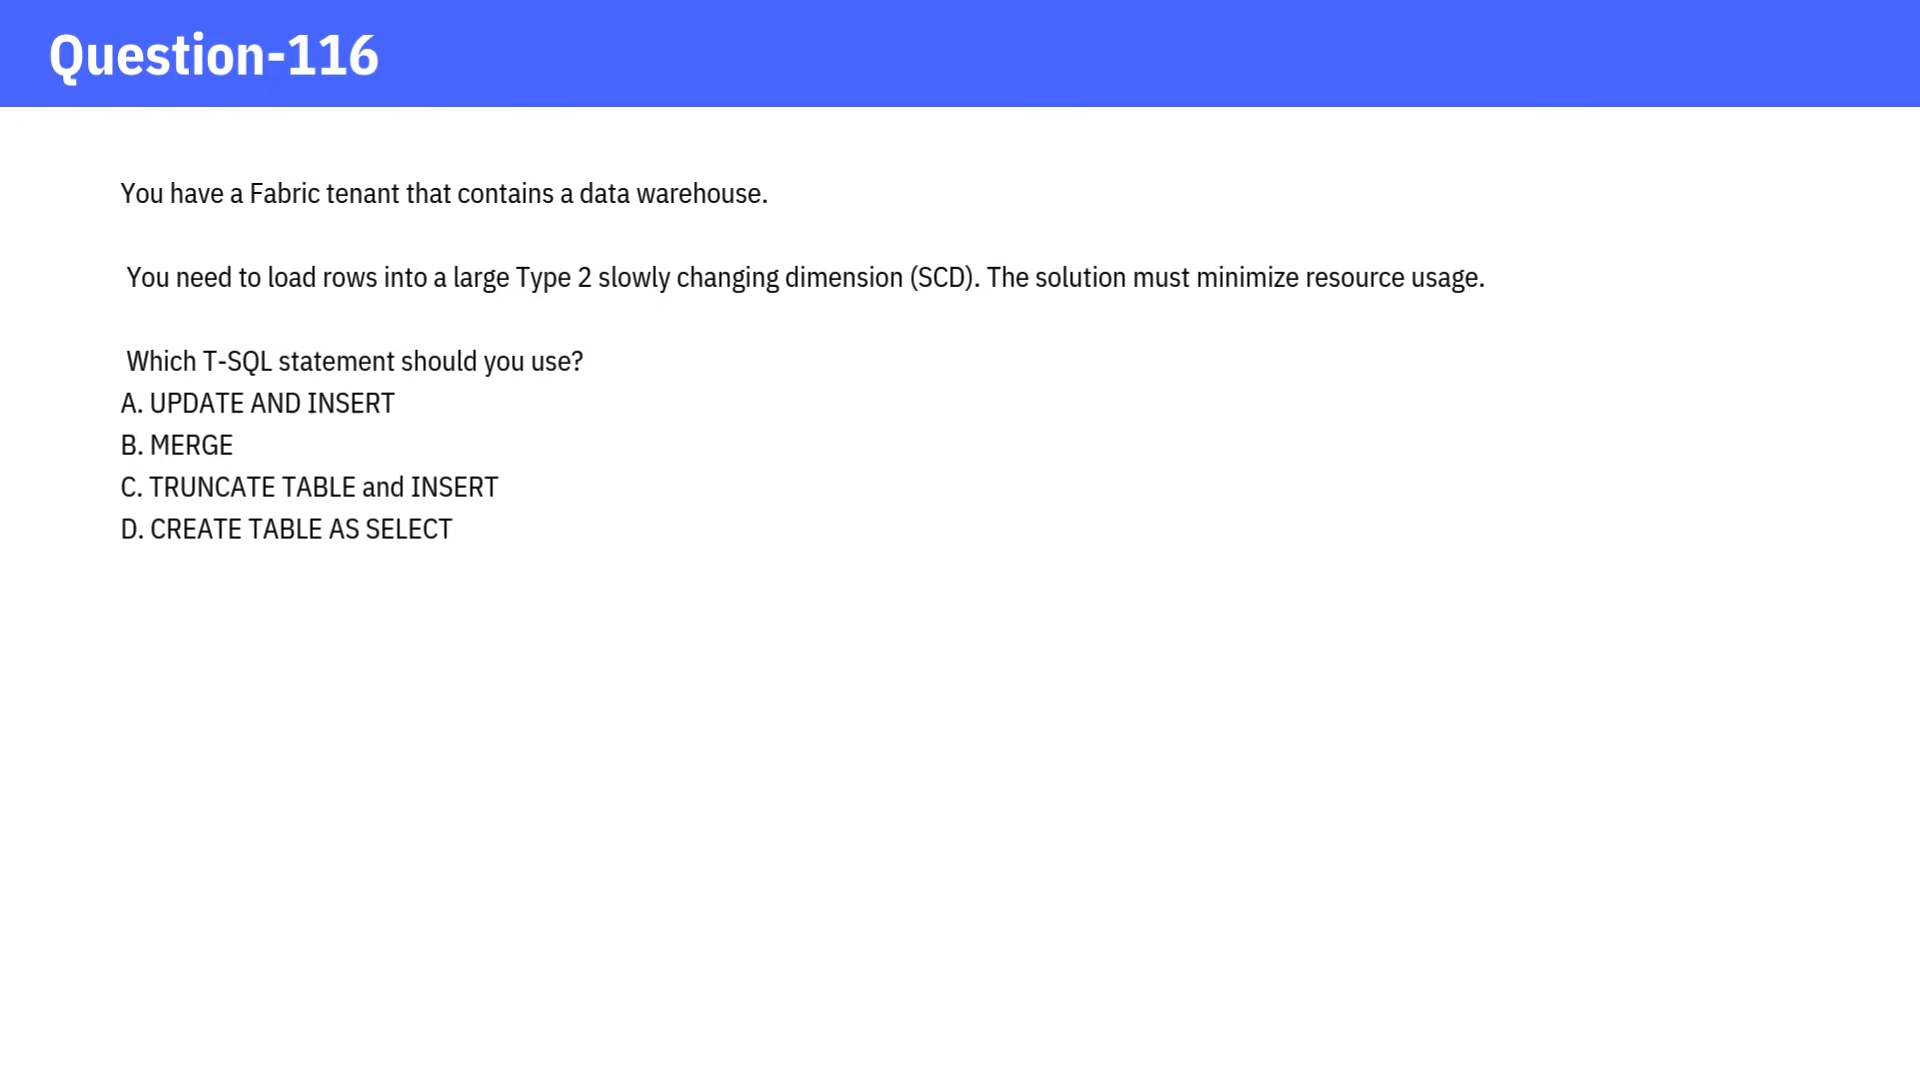 Question-116
You have a Fabric tenant that contains a data warehouse.
You need to load rows into a large Type 2 slowly changing dimension (SCD). The solution must minimize resource usage.
Which T-SQL statement should you use?
A. UPDATE AND INSERT
B. MERGE
C. TRUNCATE TABLE and INSERT
D. CREATE TABLE AS SELECT